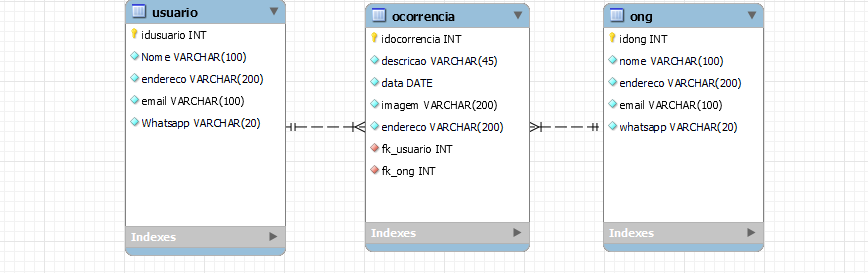 usuario
idusuario INT
Nome VARCHAR(100)
endereco VARCHAR(200)
email VARCHAR(100)
Whatsapp VARCHAR(20)
Indexes
ocorrencia
idocorrencia INT
descricao VARCHAR(45)
data DATE
imagem VARCHAR(200)
endereco VARCHAR(200)
fk_usuario INT
fk_ong INT
Indexes
ong
idong INT
nome VARCHAR(100)
endereco VARCHAR(200)
email VARCHAR(100)
whatsapp VARCHAR(20)
Indexes